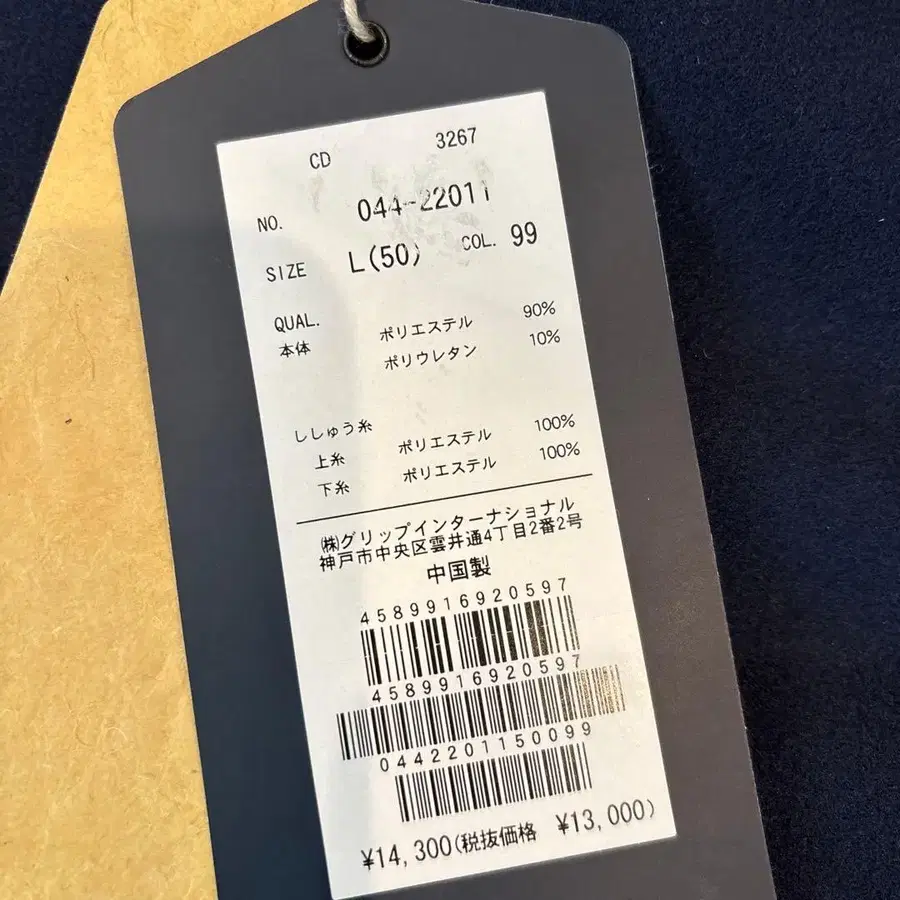 CD 3267
NO. 044-22011
SIZE L(50) COL. 99
QUAL.
本体 ポリエステル 90%
ポリウレタン 10%
ししゅう糸
上糸 ポリエステル 100%
下糸 ポリエステル 100%
㈱グリップインターナショナル
神戸市中央区雲井通4丁目2番2号
中国製
4589916920597
4589916920597
0442201150099
¥14,300(税抜価格 ¥13,000)